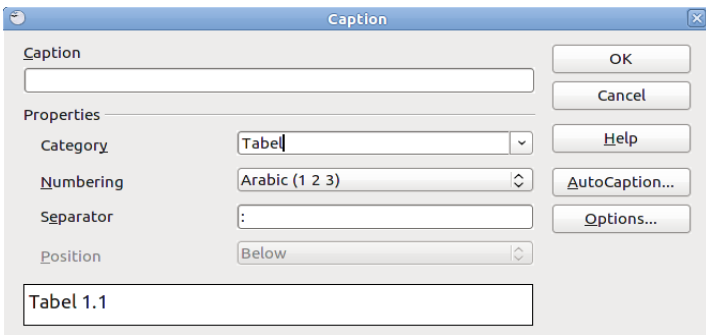 Caption
Caption
OK
Cancel
Properties
Category
Tabel
Help
Numbering
Arabic (1 2 3)
AutoCaption...
Separator
:
Options...
Position
Below
Tabel 1.1